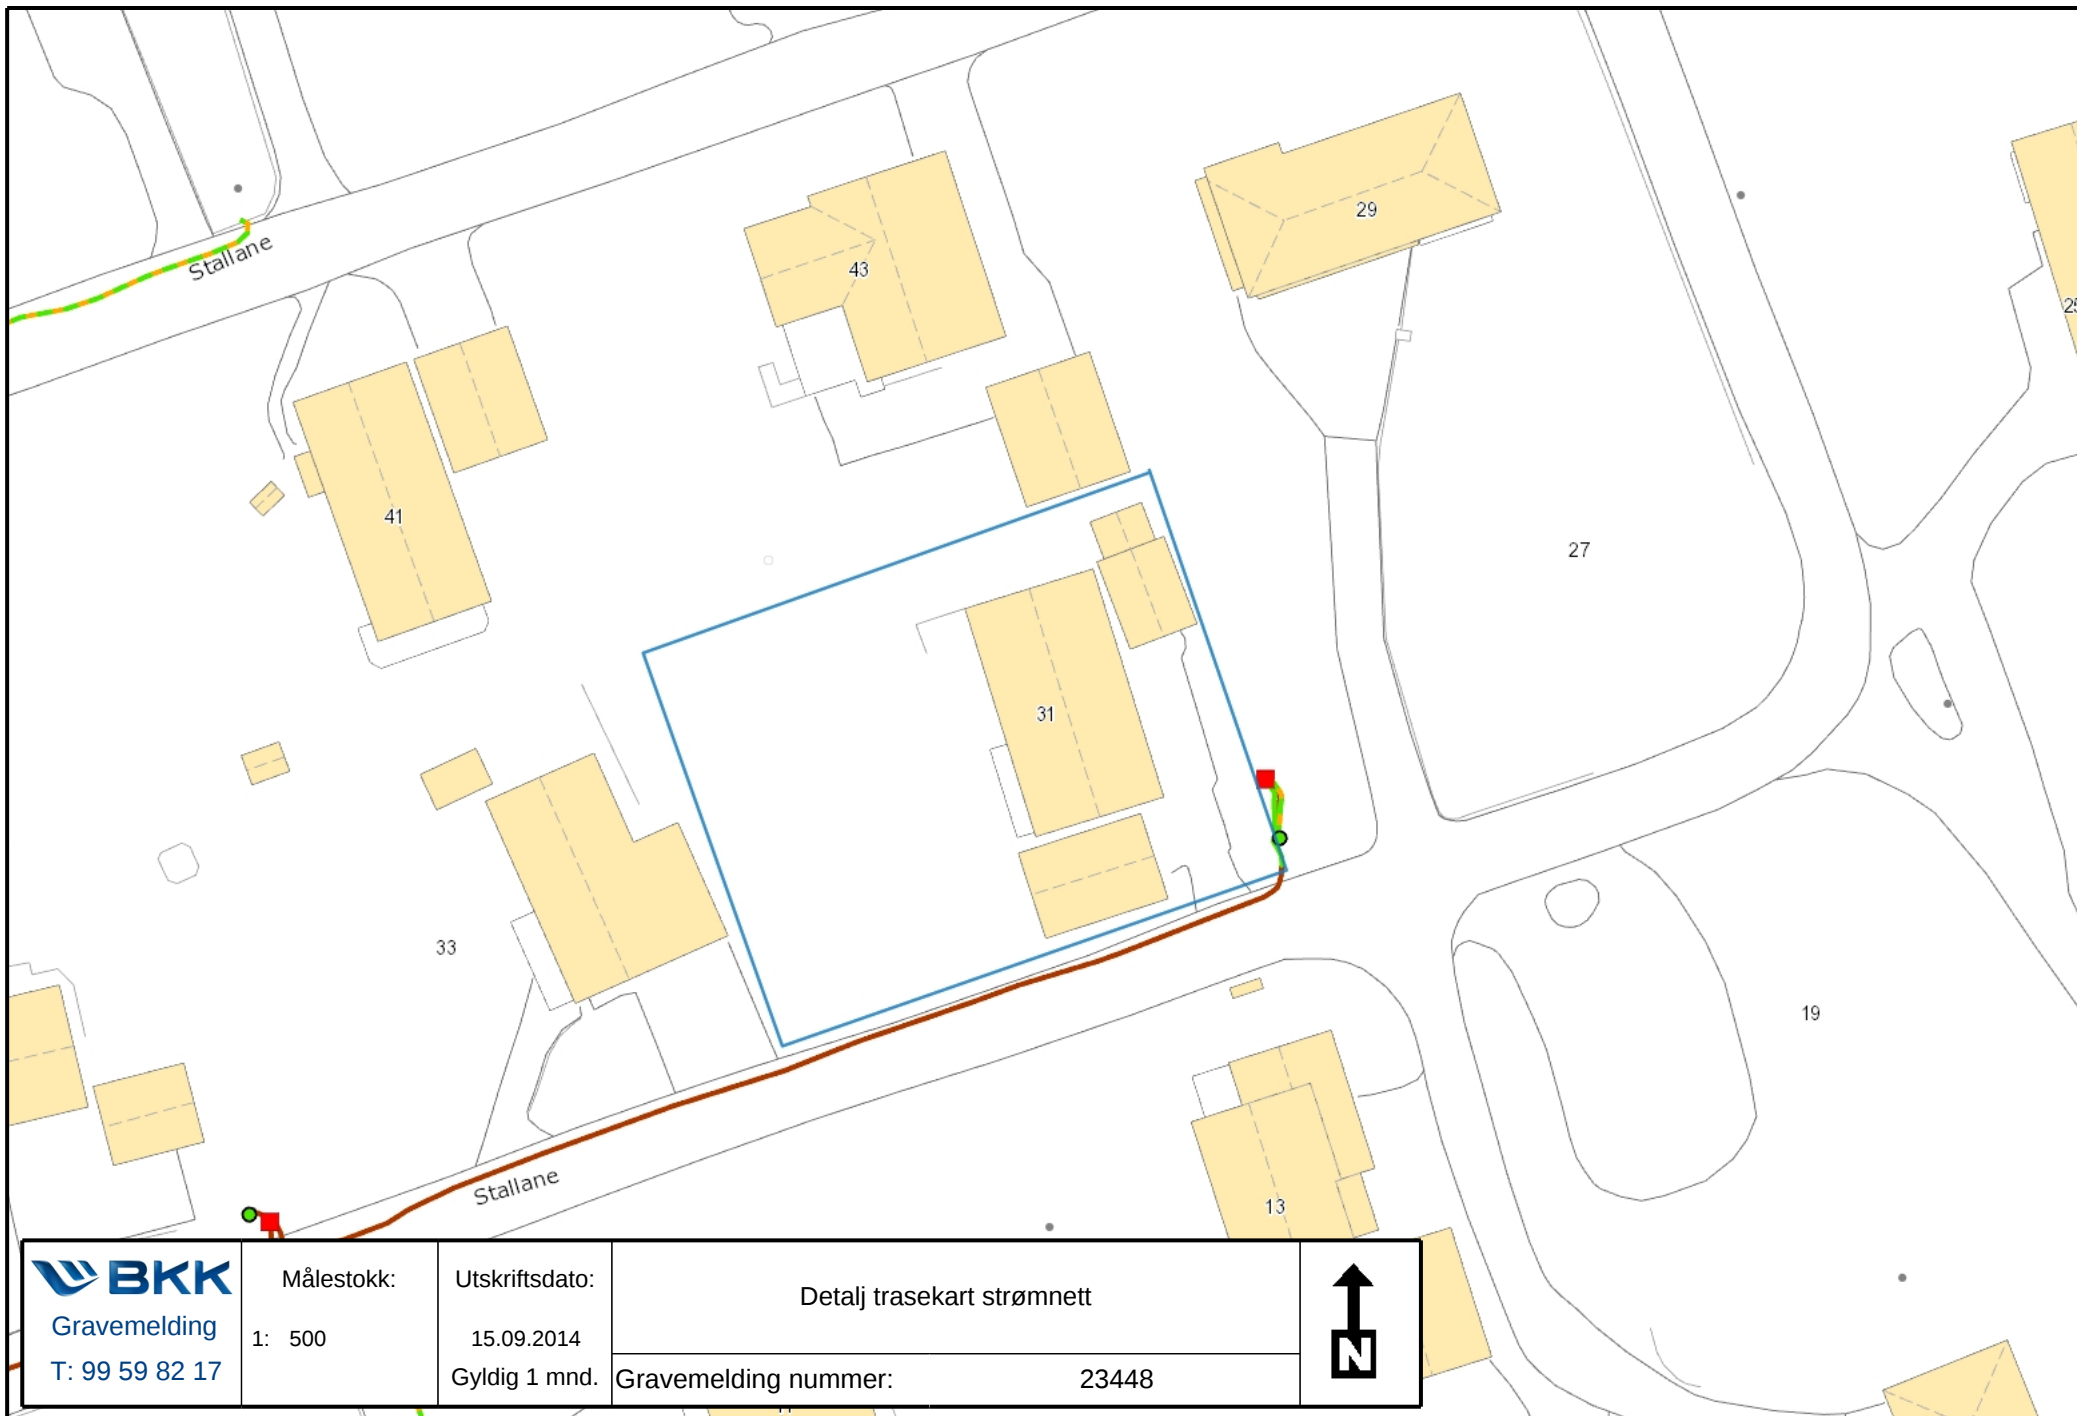 Stallane
43
29
25
41
27
31
33
19
Stallane
13
BKK
Gravemelding
T: 99 59 82 17
Målestokk:
1: 500
Utskriftsdato:
15.09.2014
Gyldig 1 mnd.
Detalj trasekart strømnett
Gravemelding nummer: 23448
N